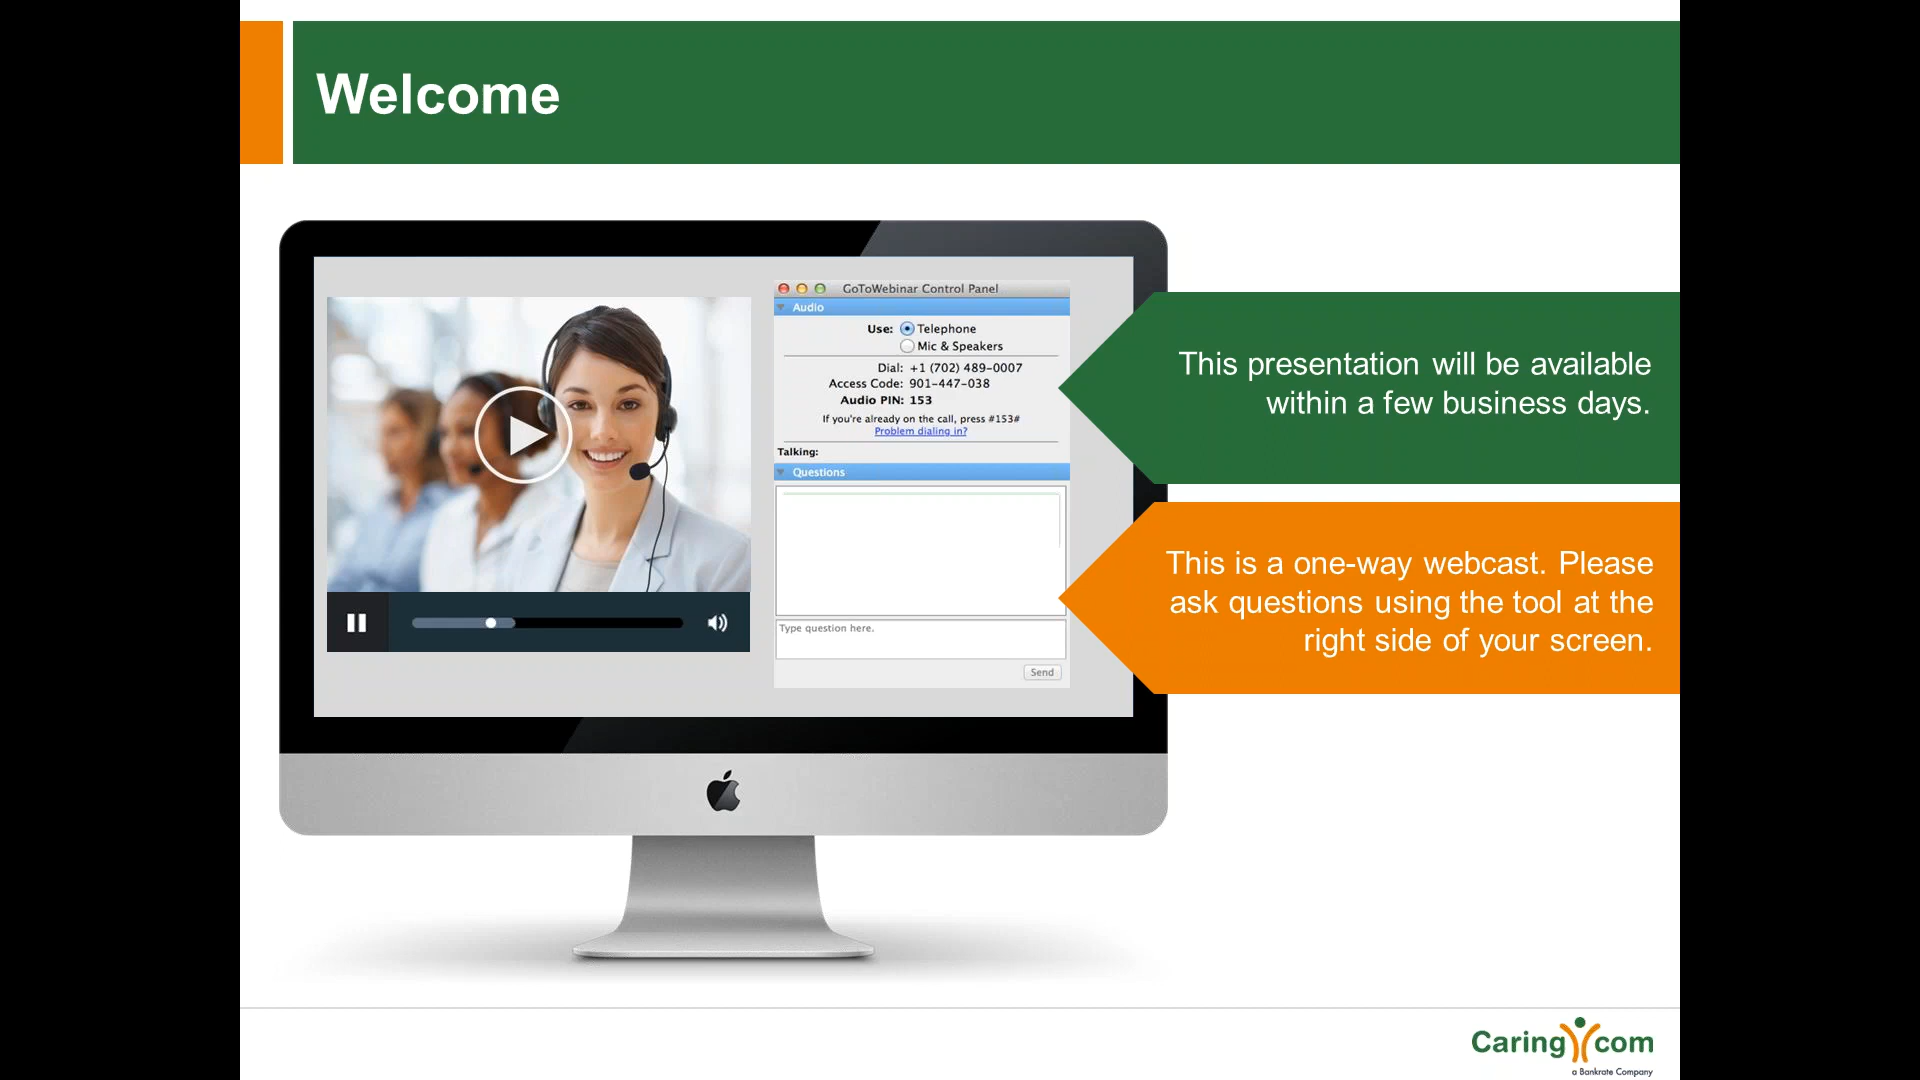 Welcome
GoToWebinar Control Panel
Audio
Use: Telephone
Mic & Speakers
Dial: +1 (702) 489-0007
Access Code: 901-447-038
Audio PIN: 153
If you're already on the call, press #153#
Problem dialing in?
Talking:
Questions
Type question here.
Send
This presentation will be available
within a few business days.
This is a one-way webcast. Please
ask questions using the tool at the
right side of your screen.
Caring com
a Bankrate Company